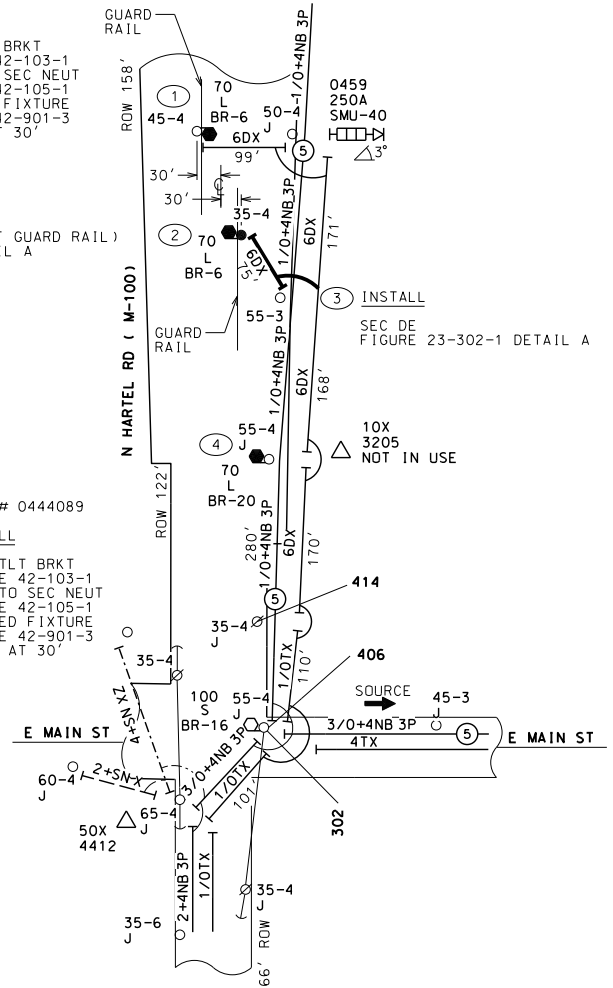 GUARD
RAIL
BRKT
42-103-1
SEC NEUT
42-105-1
FIXTURE
42-901-3
T 30'
ROW 158'
1
70
L
BR-6
45-4
50-4
J
1/0+4NB 3P
0459
250A
SMU-40
3°
6DX
99'
5
30'
30'
35-4
T GUARD RAIL)
EL A
2
70
L
BR-6
6DX
75'
1/0+4NB 3P
6DX
171'
55-3
GUARD
RAIL
3 INSTALL
SEC DE
FIGURE 23-302-1 DETAIL A
N HARTEL RD ( M-100)
1/0+4NB 3P
6DX
168'
4
55-4
J
70
L
BR-20
10X
3205
NOT IN USE
ROW 122'
# 0444089
LL
TLT BRKT
E 42-103-1
TO SEC NEUT
E 42-105-1
ED FIXTURE
E 42-901-3
AT 30'
280'
1/0+4NB 3P
6DX
170'
5
414
35-4
J
1/0TX
110'
406
35-4
100
S
BR-16
55-4
J
SOURCE
45-3
J
3/0+4NB 3P
5
4TX
E MAIN ST
E MAIN ST
60-4
J
2+SN-X
3/0+4NB 3P
1/0TX
101'
302
50X
4412
65-4
J
2+4NB 3P
1/0TX
35-4
J
35-6
J
66' ROW